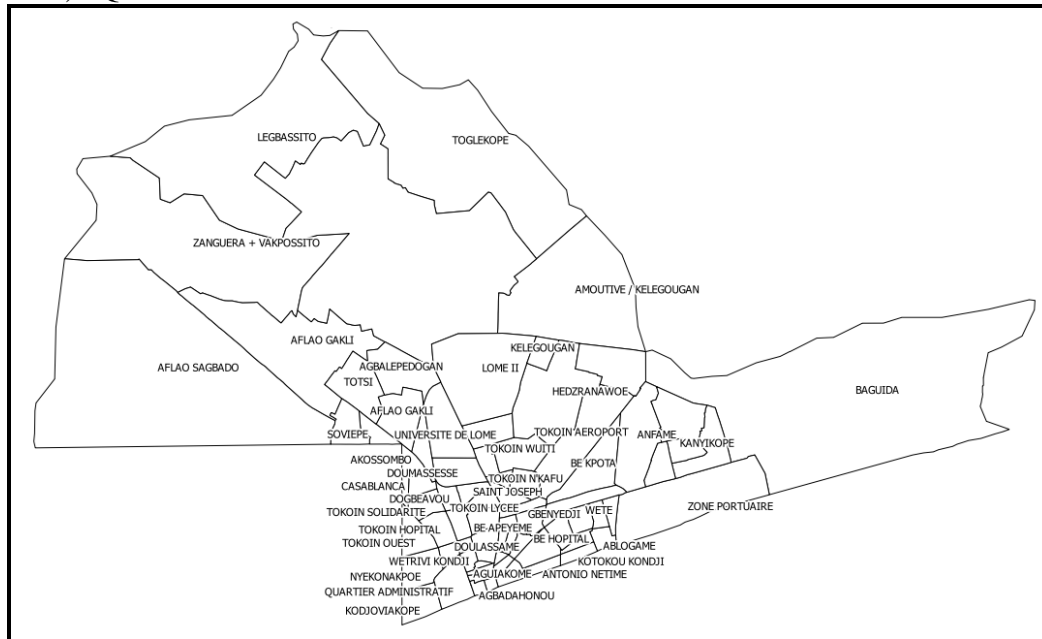 LEGBASSITO
TOGLEKOPE
ZANGUERA + VAKPOSSITO
AMOUTIVE / KELEGOUGAN
AFLAO GAKLI
KELEGOUGAN
AGBALEPEDOGAN
LOME II
AFLAO SAGBADO
TOTSI
HEDZRANAWOE
BAGUIDA
AFLAO GAKLI
SOVIEPE
UNIVERSITE DE LOME
TOKOIN AEROPORT
ANFAME
KANYIKOPE
TOKOIN WUITI
AKOSSOMBO
BE KPOTA
DOUMASSESSE
TOKOIN N'KAFU
CASABLANCA
SAINT JOSEPH
DOGBEAVOU
TOKOIN LYCEE
ZONE PORTUAIRE
TOKOIN SOLIDARITE
GBENYEDJI
WETE
TOKOIN HOPITAL
BE-APEYEME
BE HOPITAL
TOKOIN OUEST
DOULASSAME
ABLOGAME
WETRIVI KONDJI
KOTOKOU KONDJI
NYEKONAKPOE
AGUIAKOME
ANTONIO NETIME
QUARTIER ADMINISTRATIF
AGBADAHONOU
KODJOVIAKOPE